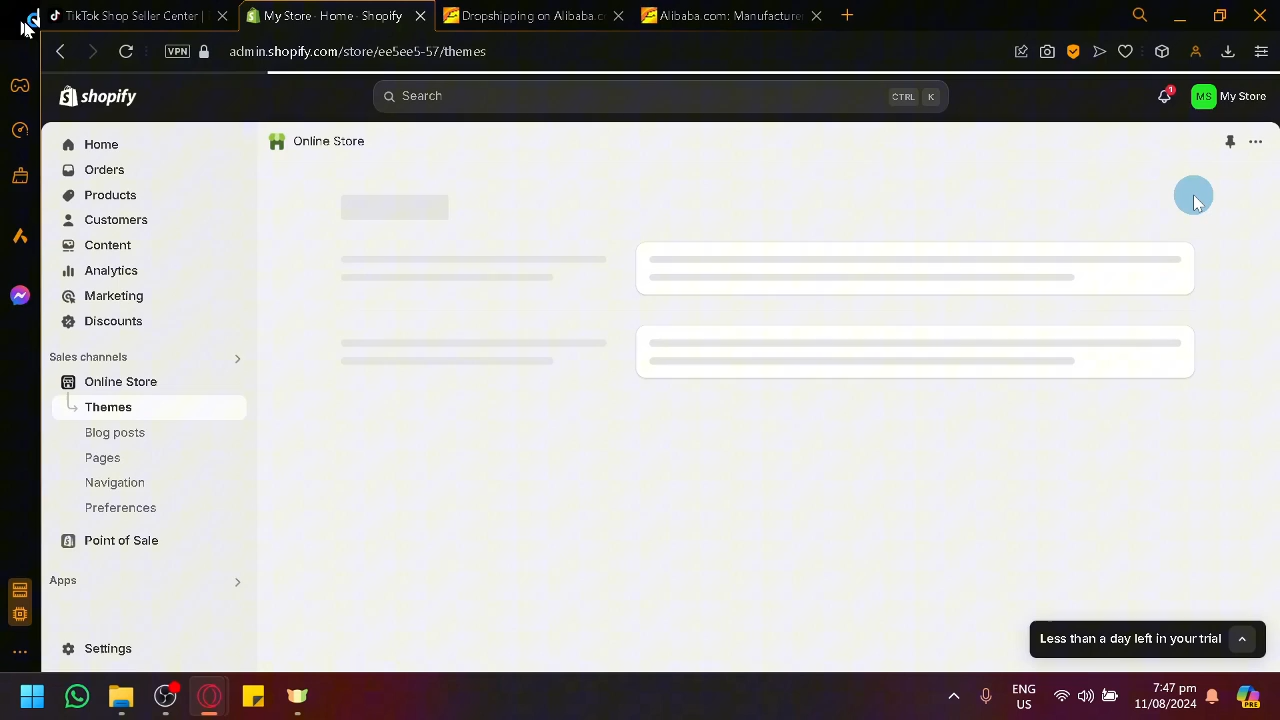 TikTok Shop Seller Center |
My Store - Home - Shopify
Dropshipping on Alibaba.c
Alibaba.com: Manufacturer
VPN
admin.shopify.com/store/ee5ee5-57/themes
shopify
Search
CTRL K
1
MS
My Store
Home
Orders
Products
Customers
Content
Analytics
Marketing
Discounts
Sales channels
Online Store
Themes
Blog posts
Pages
Navigation
Preferences
Point of Sale
Apps
Settings
Online Store
Less than a day left in your trial
ENG
US
7:47 pm
11/08/2024
PRE